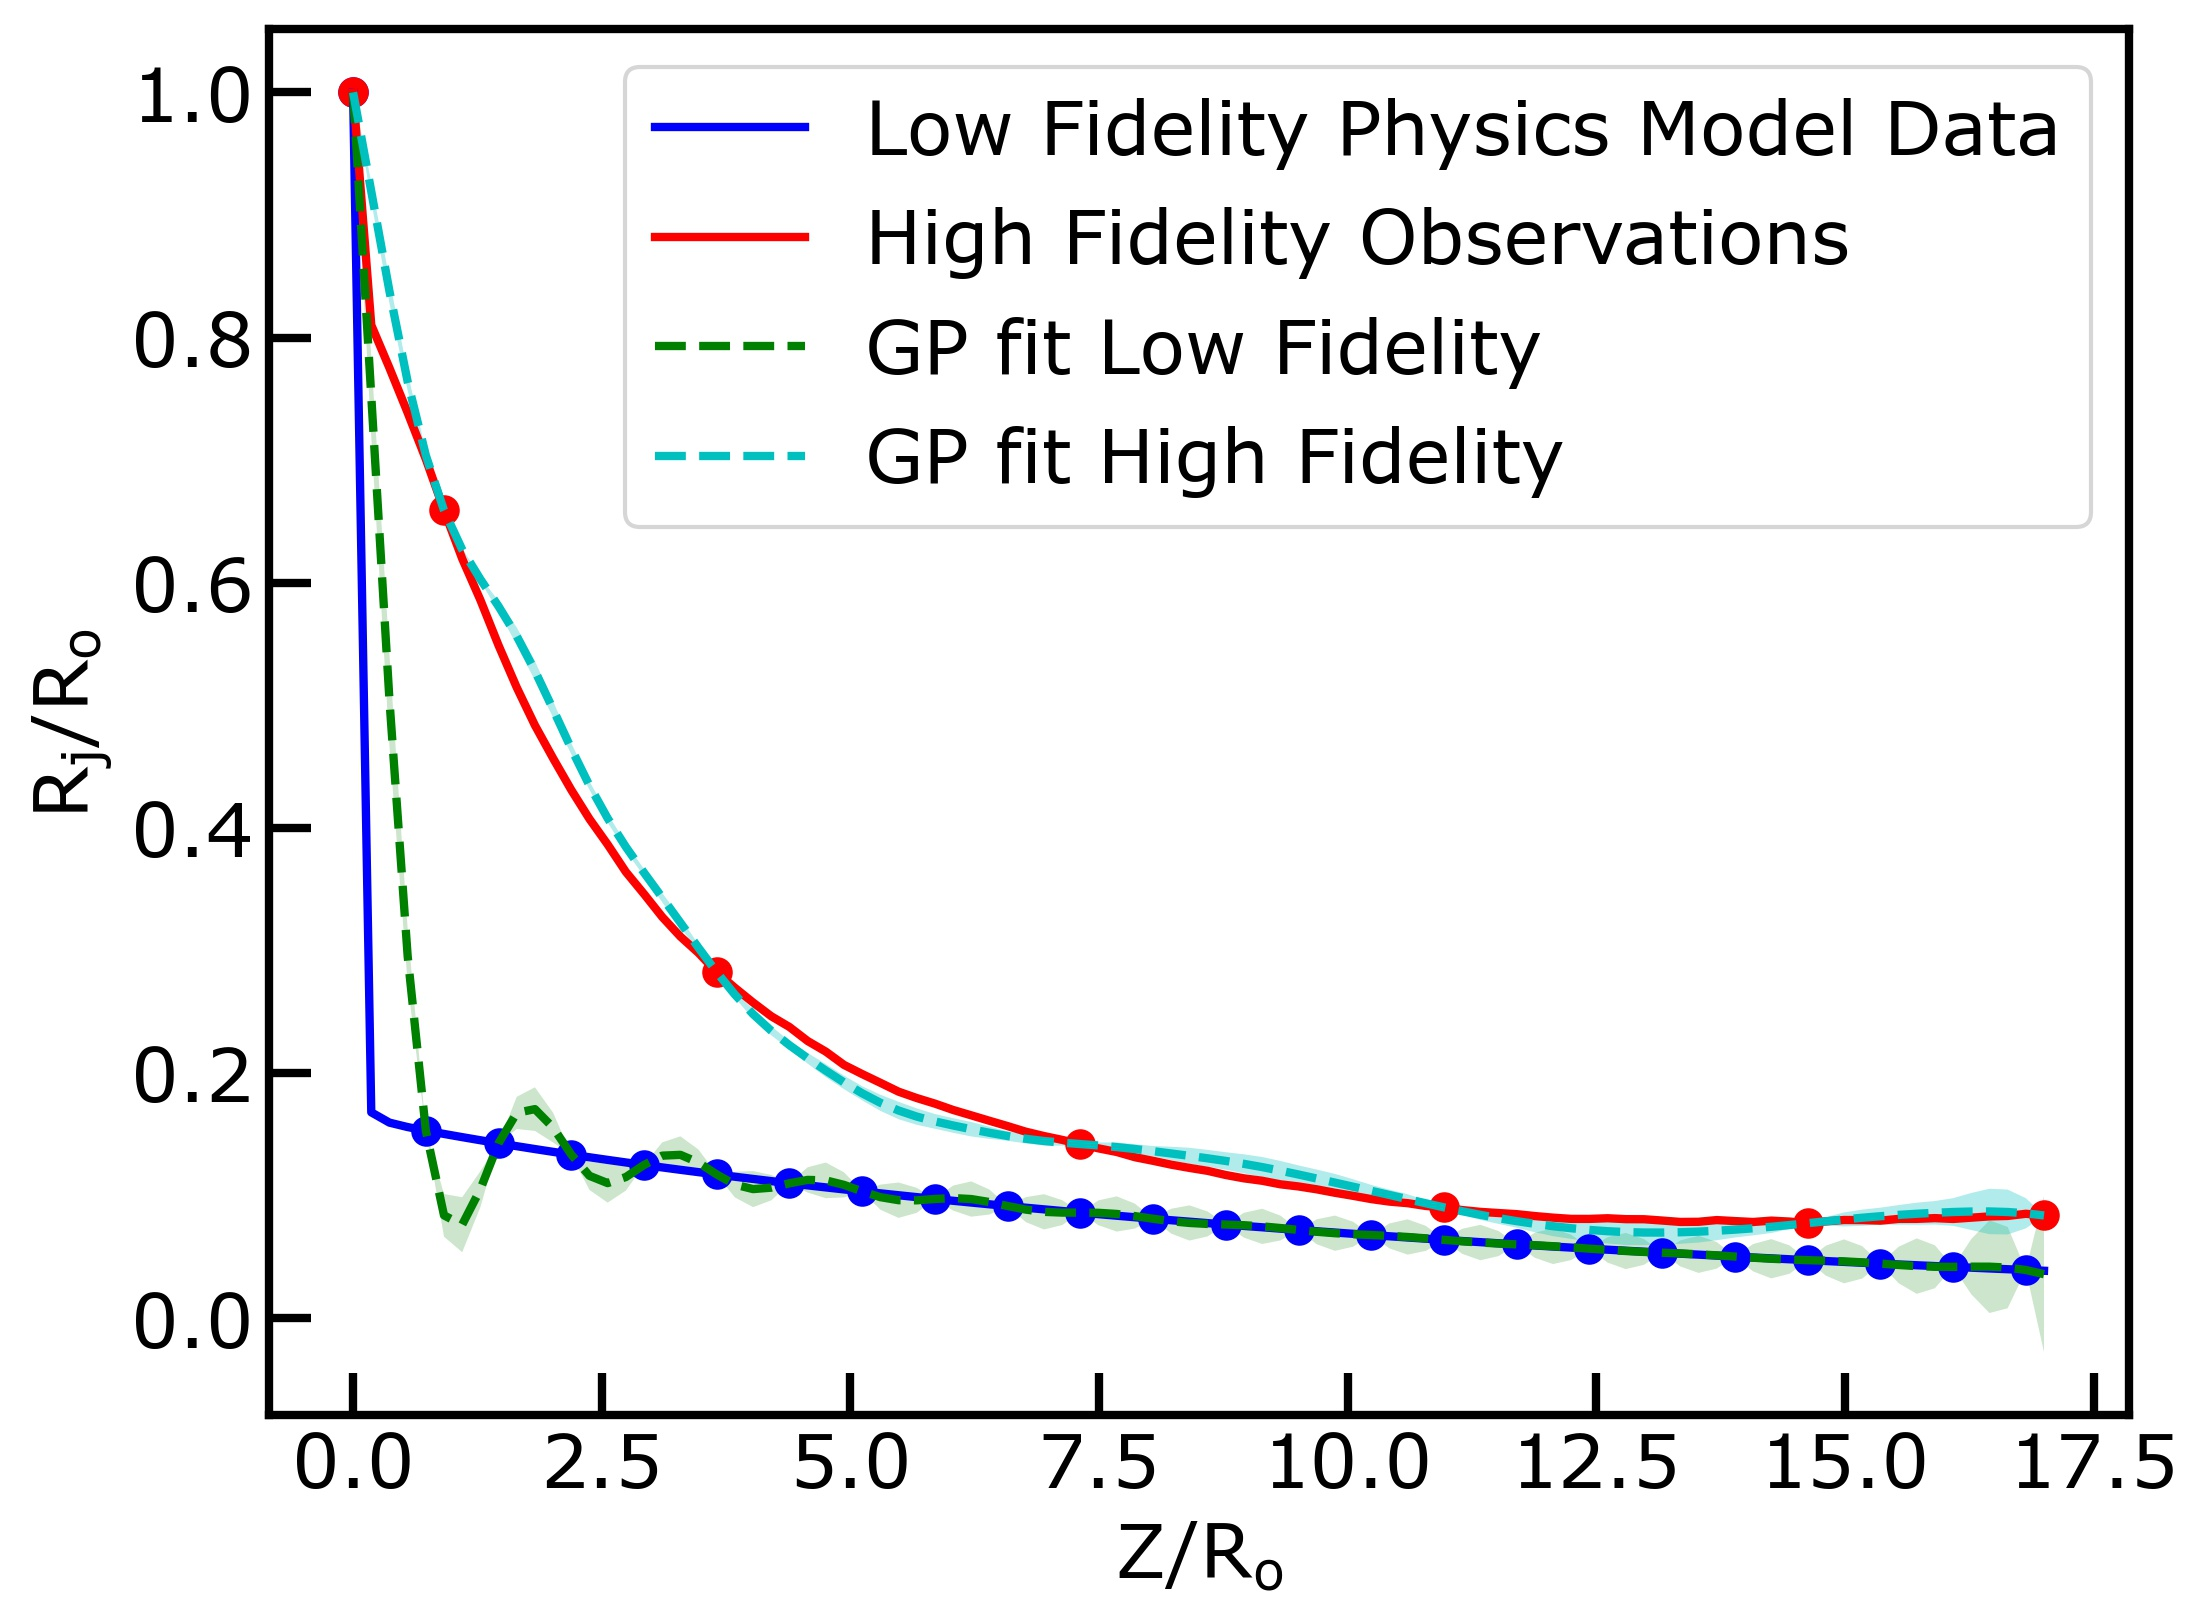 1.0
0.8
0.6
0.4
0.2
0.0
Rj/Ro
Low Fidelity Physics Model Data
High Fidelity Observations
GP fit Low Fidelity
GP fit High Fidelity
0.0 2.5 5.0 7.5 10.0 12.5 15.0 17.5
Z/Ro